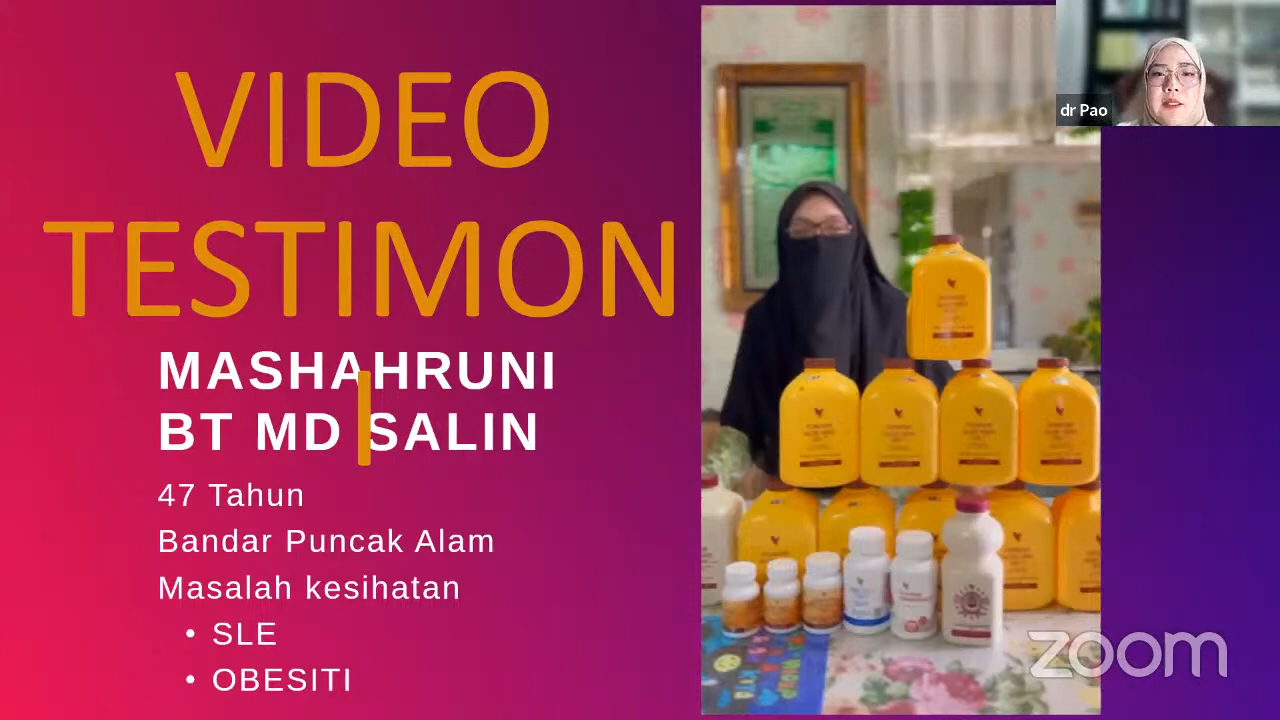 VIDEO
TESTIMON
I
MASHAHRUNI
BT MD SALIN
47 Tahun
Bandar Puncak Alam
Masalah kesihatan
• SLE
• OBESITI
dr Pao
zoom